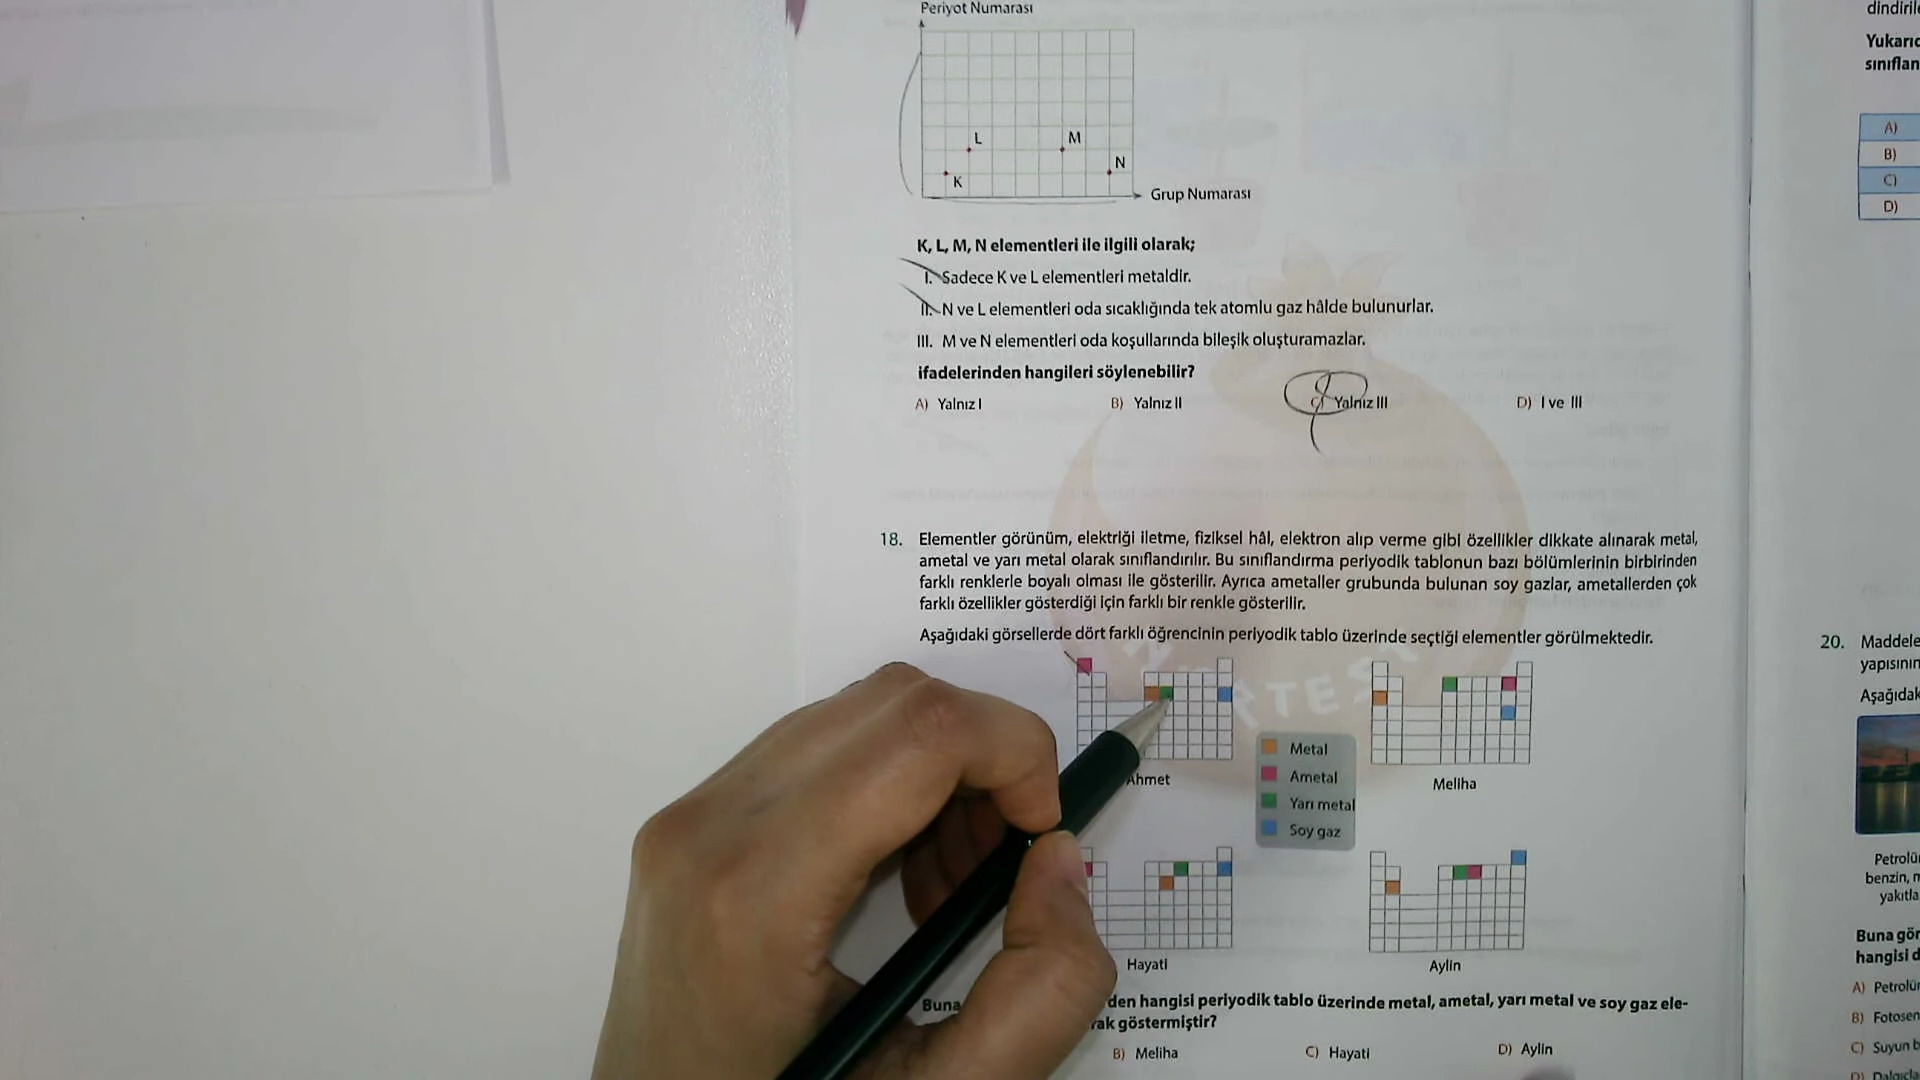 Periyot Numarası
L
M
N
K
Grup Numarası
K, L, M, N elementleri ile ilgili olarak;
I. Sadece K ve L elementleri metaldir.
II. N ve L elementleri oda sıcaklığında tek atomlu gaz hâlde bulunurlar.
III. M ve N elementleri oda koşullarında bileşik oluşturamazlar.
ifadelerinden hangileri söylenebilir?
A) Yalnız I
B) Yalnız II
C) Yalnız III
D) I ve III
18. Elementler görünüm, elektriği iletme, fiziksel hâl, elektron alıp verme gibi özellikler dikkate alınarak metal,
ametal ve yarı metal olarak sınıflandırılır. Bu sınıflandırma periyodik tablonun bazı bölümlerinin birbirinden
farklı renklerle boyalı olması ile gösterilir. Ayrıca ametaller grubunda bulunan soy gazlar, ametallerden çok
farklı özellikler gösterdiği için farklı bir renkle gösterilir.
Aşağıdaki görsellerde dört farklı öğrencinin periyodik tablo üzerinde seçtiği elementler görülmektedir.
Ahmet
Metal
Ametal
Yarı metal
Soy gaz
Meliha
Hayati
Aylin
Buna
den hangisi periyodik tablo üzerinde metal, ametal, yarı metal ve soy gaz ele-
rak göstermiştir?
B) Meliha
C) Hayati
D) Aylin
dindiril
Yukarıd
sınıflan
A)
B)
C)
D)
20. Maddele
yapısının
Aşağıdak
Petrolü
benzin, m
yakıtla
Buna gör
hangisi d
A) Petrolür
B) Fotosen
C) Suyun b
D) Dalgıçla